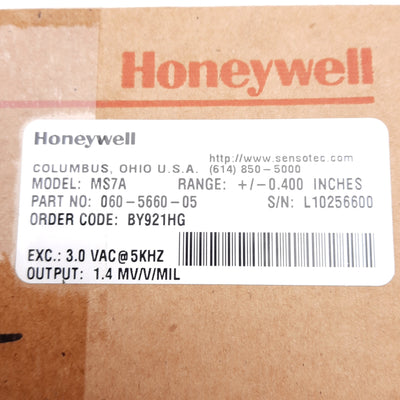 Honeywell
Honeywell
http://www.sensotec.com
COLUMBUS, OHIO U.S.A. (614) 850-5000
MODEL: MS7A RANGE: +/-0.400 INCHES
PART NO: 060-5660-05 S/N: L10256600
ORDER CODE: BY921HG
EXC.: 3.0 VAC@5KHZ
OUTPUT: 1.4 MV/V/MIL